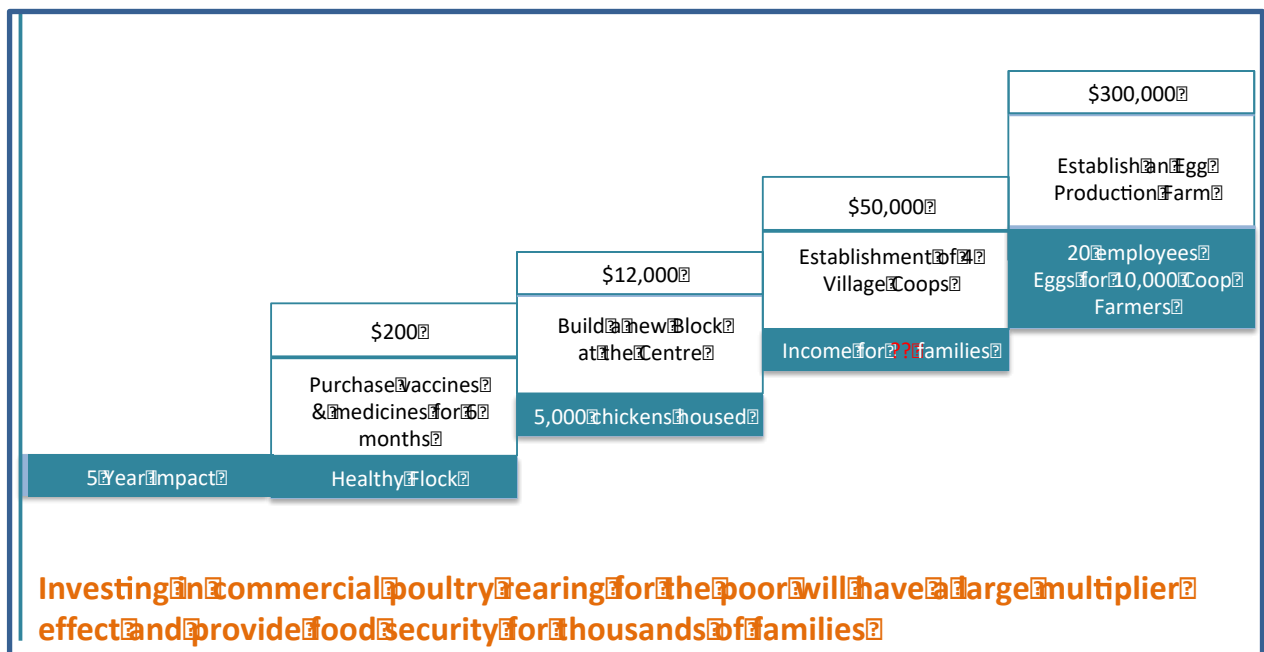 $300,000
Establish an Egg
Production Farm
20 employees
Eggs for 10,000 Coop
Farmers
$50,000
Establishment of 4
Village Coops
Income for ?? families
$12,000
Build a new Block
at the Centre
5,000 chickens housed
$200
Purchase vaccines
& medicines for 6
months
Healthy Flock
5 Year Impact
Investing in commercial poultry rearing for the poor will have a large multiplier
effect and provide food security for thousands of families